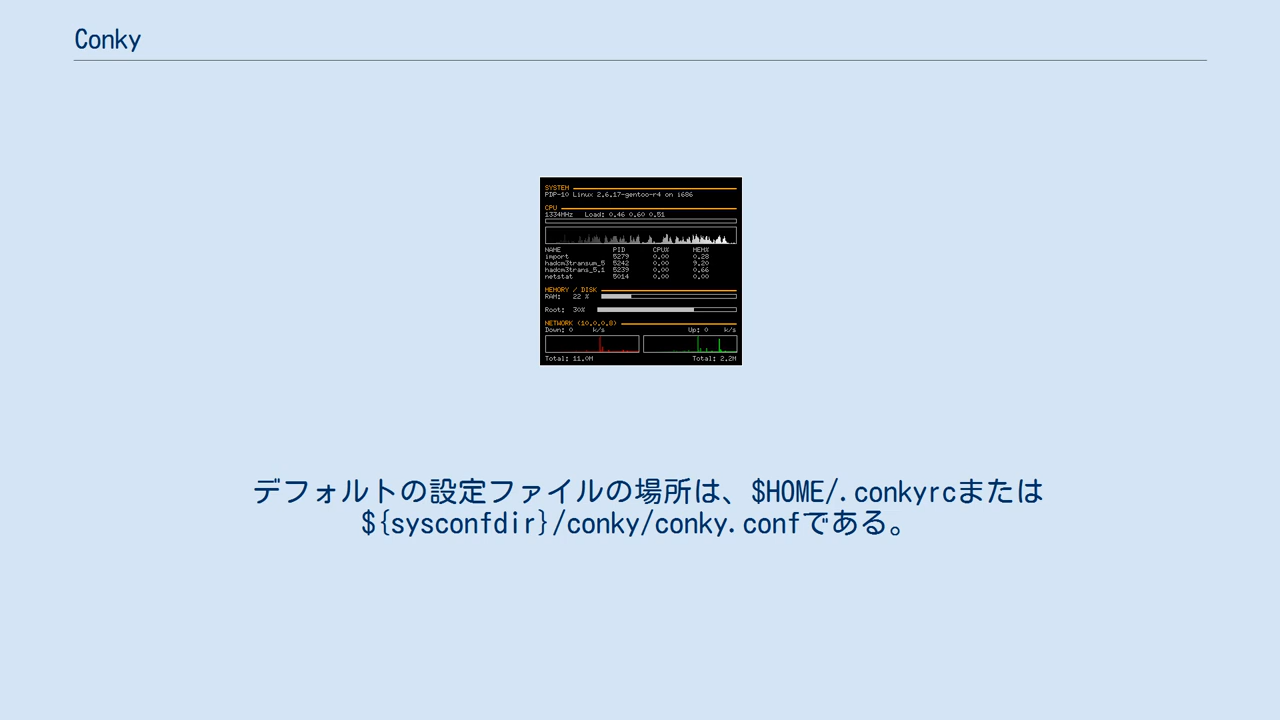 Conky
SYSTEM
PDP-10 Linux 2.6.17-gentoo-r4 on i686
CPU
1334MHz Load: 0.46 0.60 0.51
NAME PID CPU% MEM%
import 5279 0.00 0.28
hadcm3transum_5 5242 0.00 9.20
hadcm3trans_5.1 5239 0.00 0.66
netstat 5014 0.00 0.00
MEMORY / DISK
RAM: 22 %
Root: 30%
NETWORK (10.0.0.8)
Down: 0 k/s Up: 0 k/s
Total: 11.0M Total: 2.2M
デフォルトの設定ファイルの場所は、$HOME/.conkyrcまたは
${sysconfdir}/conky/conky.confである。